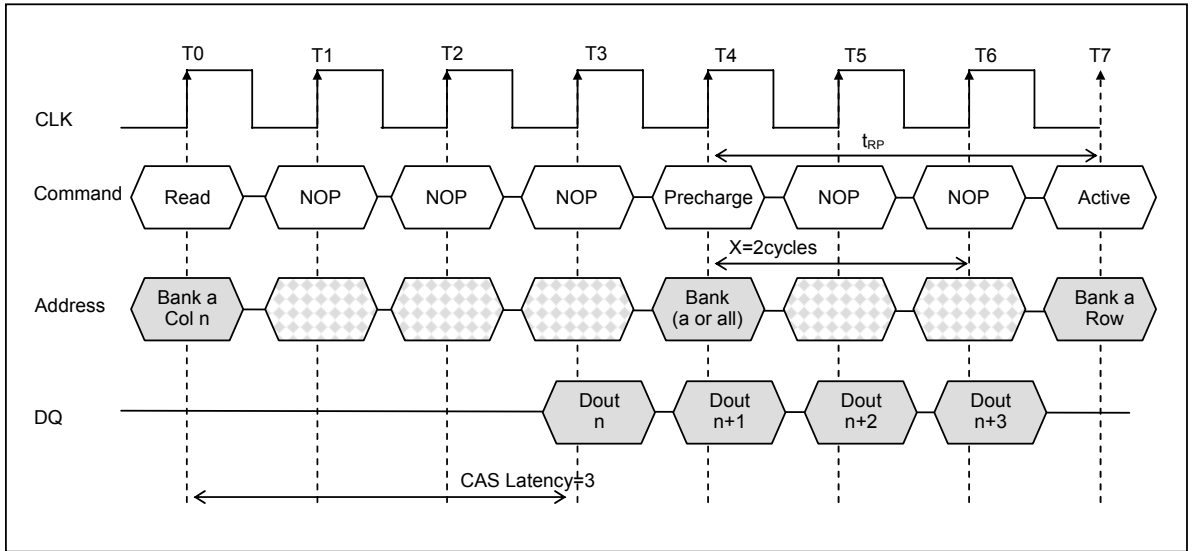 T0 T1 T2 T3 T4 T5 T6 T7
CLK
tRP
Command Read NOP NOP NOP Precharge NOP NOP Active
X=2cycles
Address Bank a Col n Bank (a or all) Bank a Row
DQ Dout n Dout n+1 Dout n+2 Dout n+3
CAS Latency=3